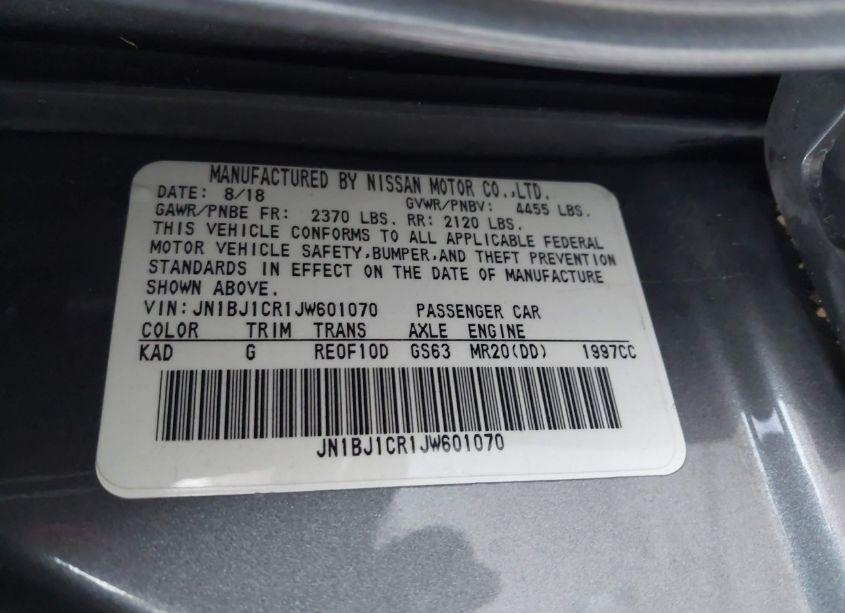 MANUFACTURED BY NISSAN MOTOR CO.,LTD.
DATE: 8/18 GVWR/PNBV: 4455 LBS.
GAWR/PNBE FR: 2370 LBS. RR: 2120 LBS.
THIS VEHICLE CONFORMS TO ALL APPLICABLE FEDERAL
MOTOR VEHICLE SAFETY,BUMPER,AND THEFT PREVENTION
STANDARDS IN EFFECT ON THE DATE OF MANUFACTURE
SHOWN ABOVE.
VIN:JN1BJ1CR1JW601070 PASSENGER CAR
COLOR TRIM TRANS AXLE ENGINE
KAD G RE0F10D GS63 MR20(DD) 1997CC
JN1BJ1CR1JW601070